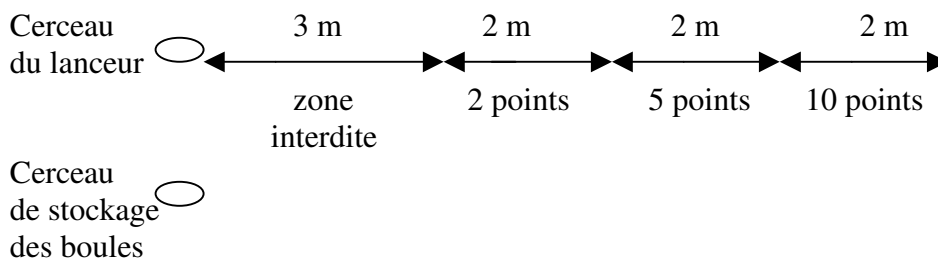 Cerceau
du lanceur
3 m
2 m
2 m
2 m
zone
interdite
2 points
5 points
10 points
Cerceau
de stockage
des boules